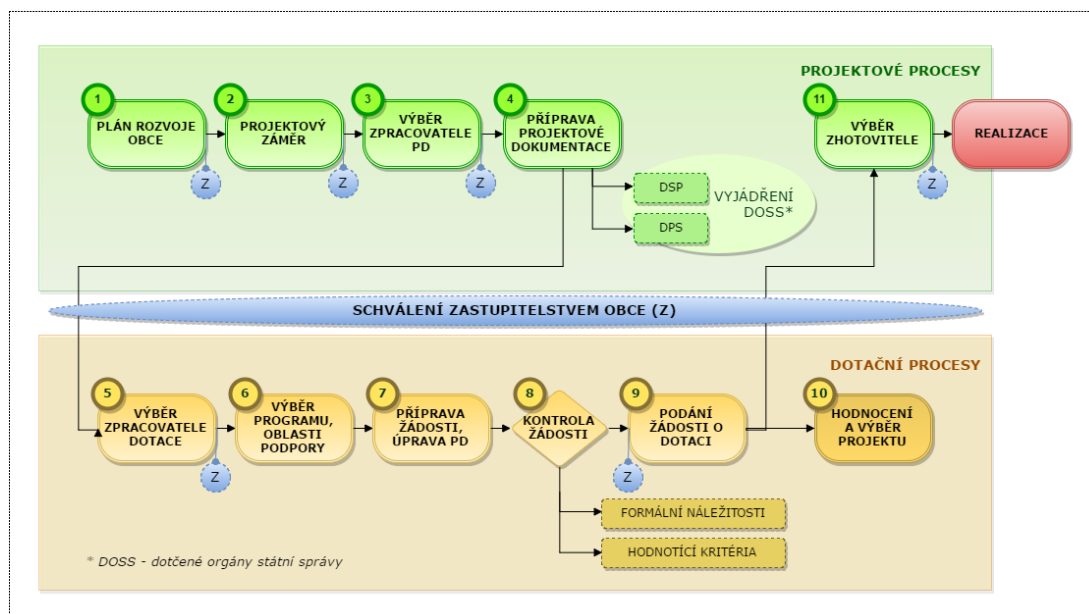 PROJEKTOVÉ PROCESY
1
PLÁN ROZVOJE
OBCE
Z
2
PROJEKTOVÝ
ZÁMĚR
Z
3
VÝBĚR
ZPRACOVATELE
PD
Z
4
PŘÍPRAVA
PROJEKTOVÉ
DOKUMENTACE
DSP
DPS
VYJÁDŘENÍ
DOSS*
11
VÝBĚR
ZHOTOVITELE
Z
REALIZACE
SCHVÁLENÍ ZASTUPITELSTVEM OBCE (Z)
DOTAČNÍ PROCESY
5
VÝBĚR
ZPRACOVATELE
DOTACE
Z
6
VÝBĚR
PROGRAMU,
OBLASTI
PODPORY
7
PŘÍPRAVA
ŽÁDOSTI,
ÚPRAVA PD
8
KONTROLA
ŽÁDOSTI
9
PODÁNÍ
ŽÁDOSTI O
DOTACI
Z
10
HODNOCENÍ
A VÝBĚR
PROJEKTU
FORMÁLNÍ NÁLEŽITOSTI
HODNOTÍCÍ KRITÉRIA
* DOSS - dotčené orgány státní správy